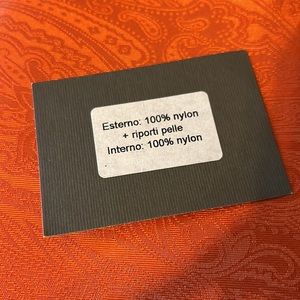 Esterno: 100% nylon
+ riporti pelle
Interno: 100% nylon